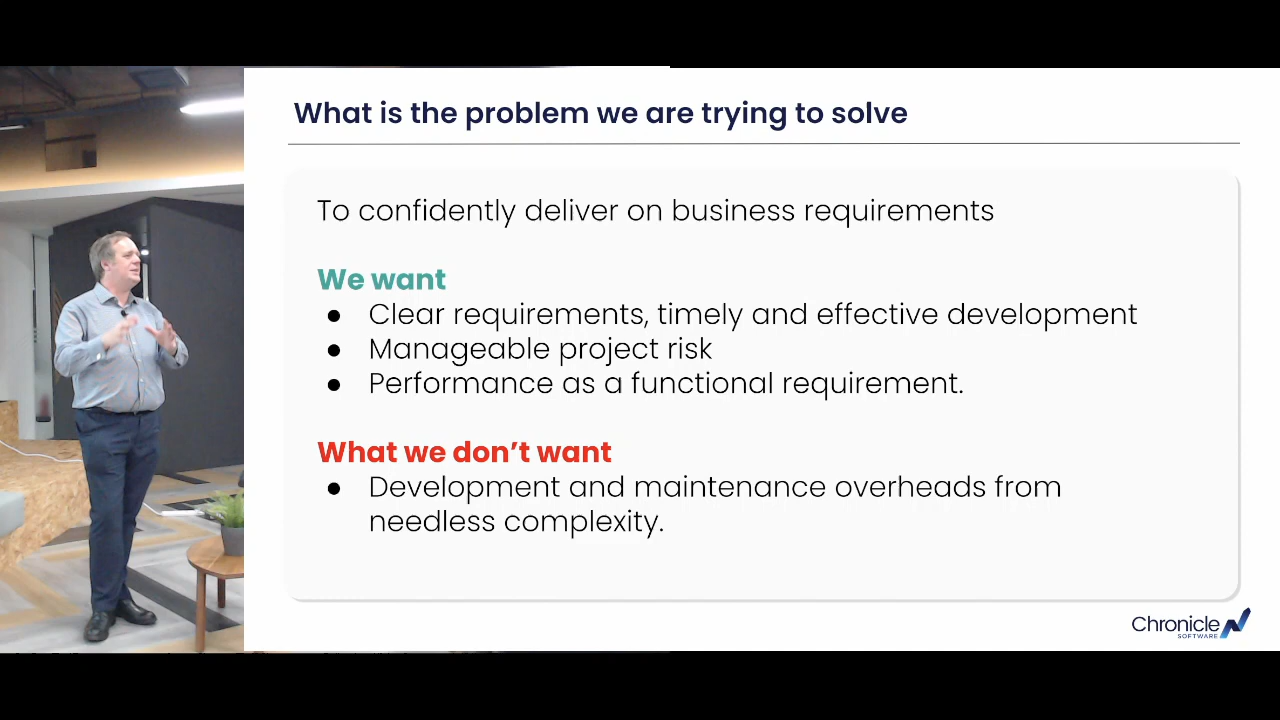 What is the problem we are trying to solve
To confidently deliver on business requirements
We want
● Clear requirements, timely and effective development
● Manageable project risk
● Performance as a functional requirement.
What we don’t want
● Development and maintenance overheads from
needless complexity.
Chronicle
SOFTWARE